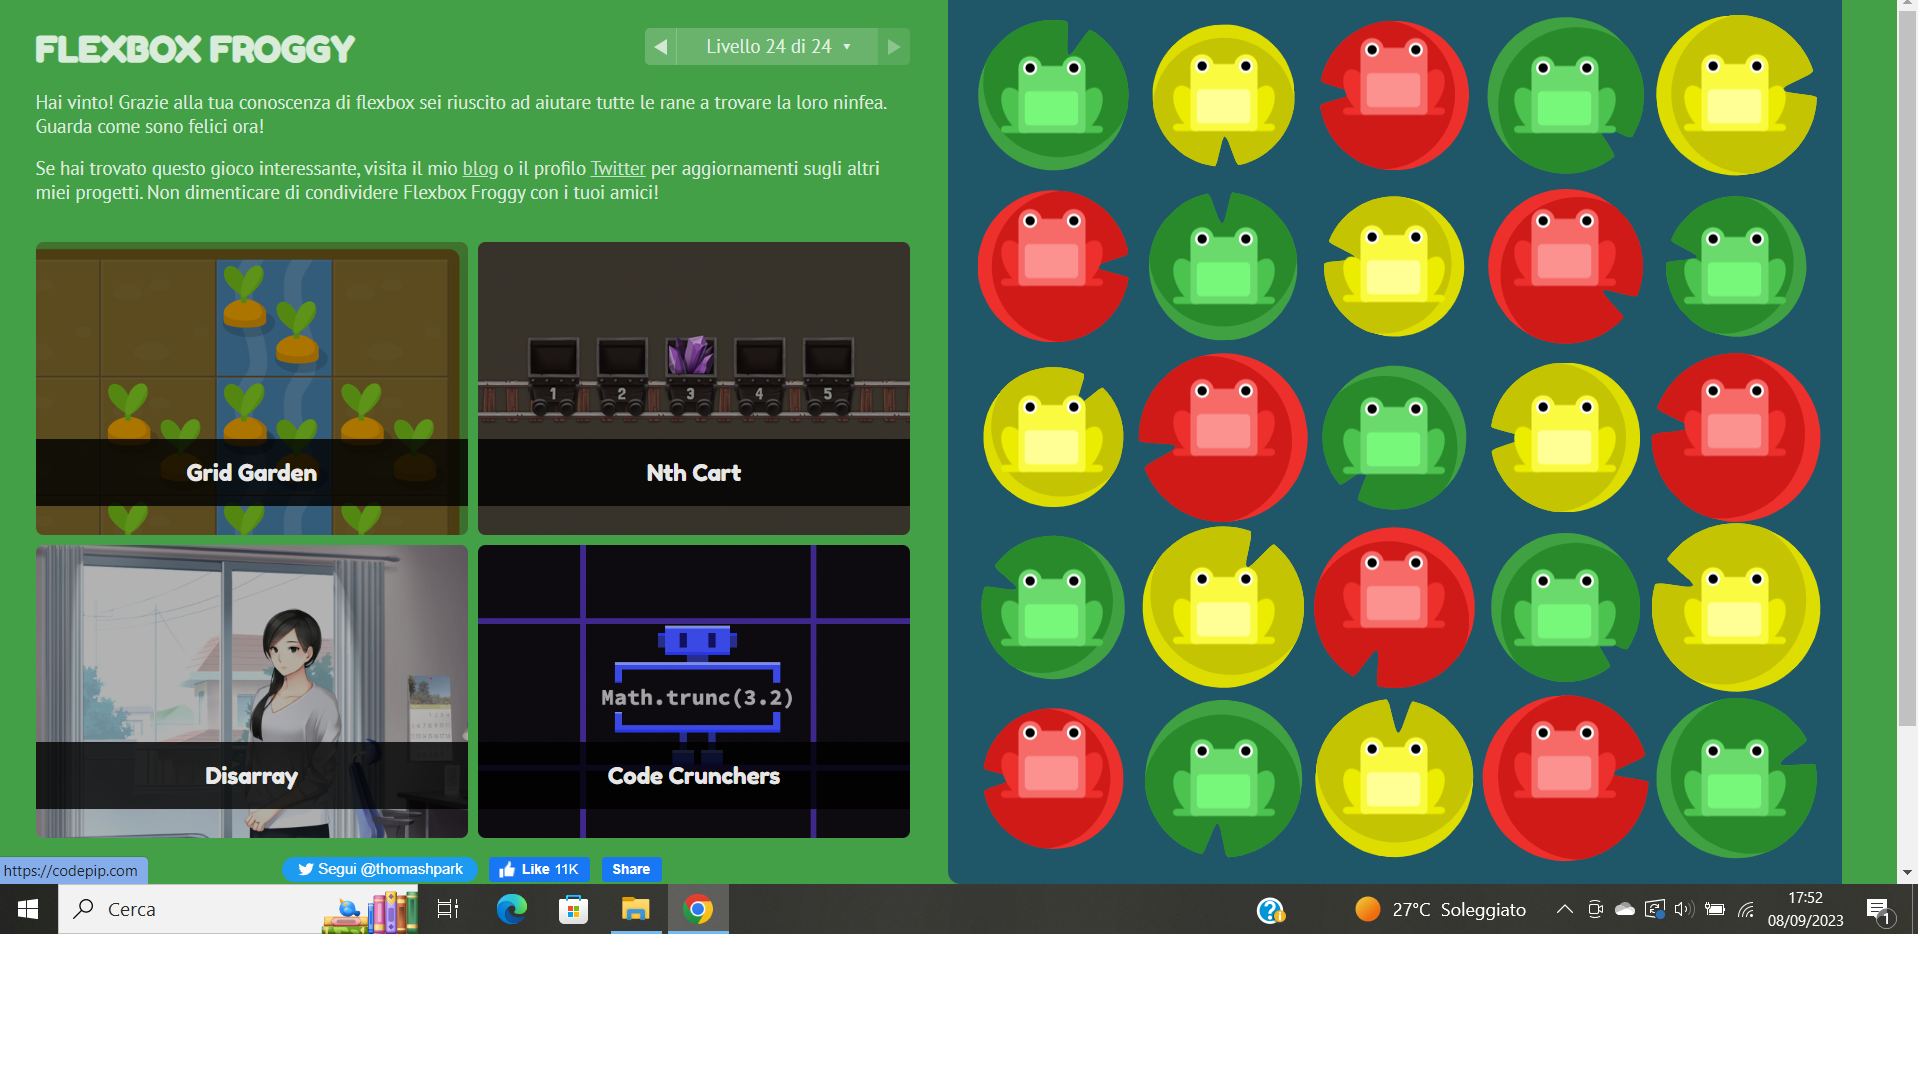 FLEXBOX FROGGY
Livello 24 di 24
Hai vinto! Grazie alla tua conoscenza di flexbox sei riuscito ad aiutare tutte le rane a trovare la loro ninfea.
Guarda come sono felici ora!
Se hai trovato questo gioco interessante, visita il mio blog o il profilo Twitter per aggiornamenti sugli altri
miei progetti. Non dimenticare di condividere Flexbox Froggy con i tuoi amici!
Grid Garden
1 2 3 4 5
Nth Cart
Disarray
Math.trunc(3.2)
Code Crunchers
https://codepip.com
Segui @thomashpark
Like 11K
Share
Cerca
27°C Soleggiato
17:52
08/09/2023
1